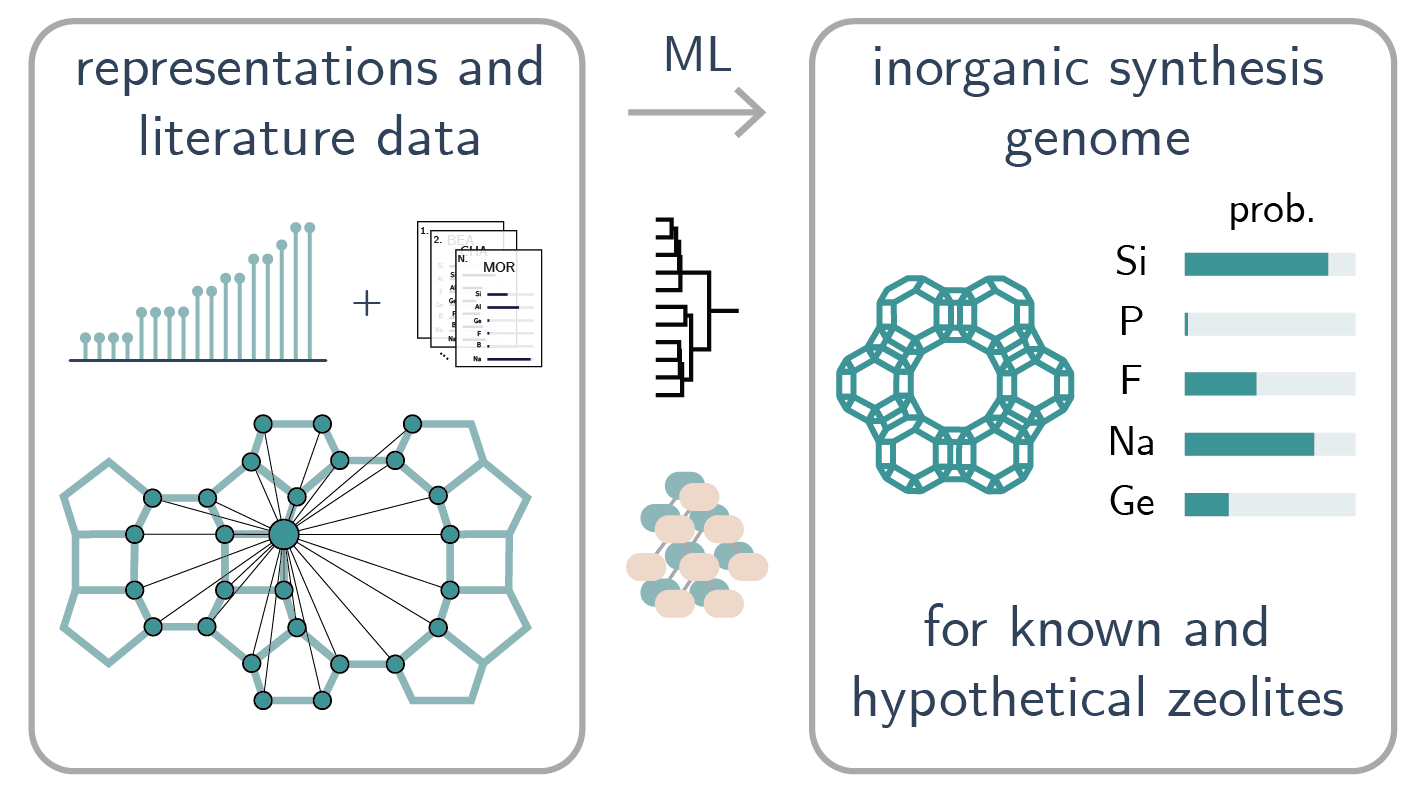 representations and
literature data
+
1.
2. BEA
CHA
N.
MOR
Si
Al
Ge
F
B
Na
ML
inorganic synthesis
genome
prob.
Si
P
F
Na
Ge
for known and
hypothetical zeolites